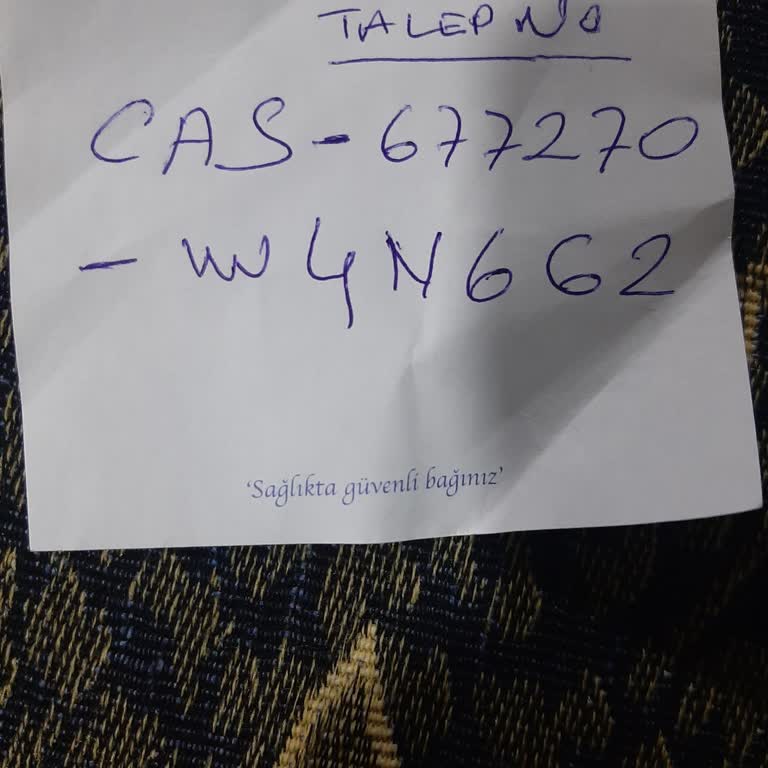 TALEP NO
CAS-677270
- W4N662
'Sağlıkta güvenli bağınız'